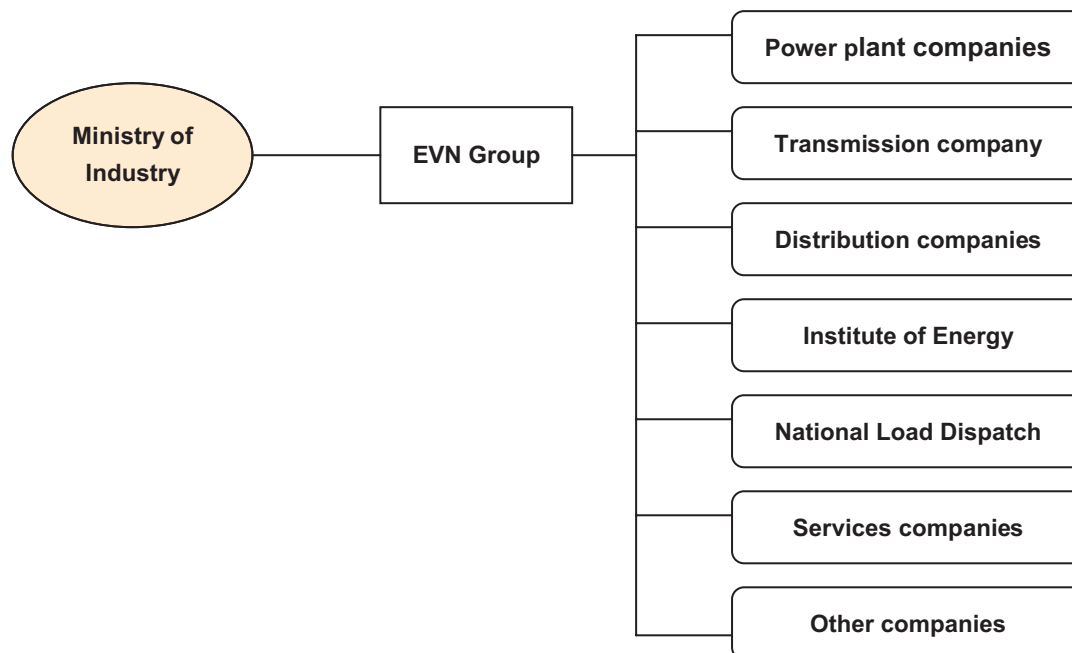 Ministry of
Industry
EVN Group
Power plant companies
Transmission company
Distribution companies
Institute of Energy
National Load Dispatch
Services companies
Other companies